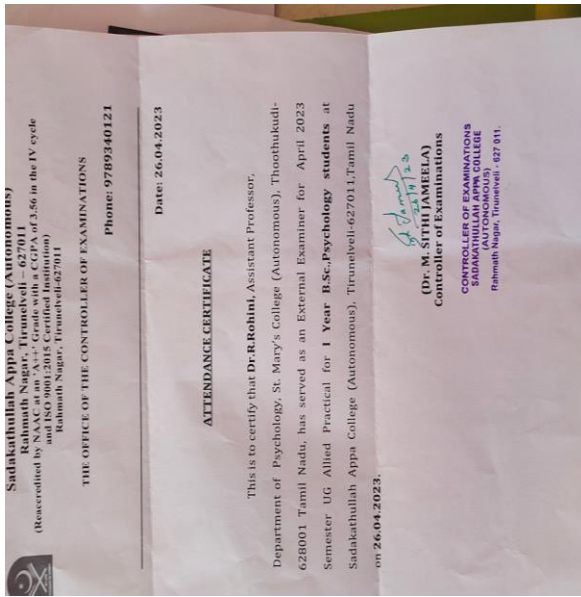 Sadakathullah Appa College (Autonomous)
Rahmath Nagar, Tirunelveli – 627011
(Reaccredited by NAAC at an 'A++' Grade with a CGPA of 3.56 in the IV cycle
and ISO 9001:2015 Certified Institution)
Rahmath Nagar, Tirunelveli-627011
THE OFFICE OF THE CONTROLLER OF EXAMINATIONS
Phone: 9789340121
Date: 26.04.2023
ATTENDANCE CERTIFICATE
This is to certify that Dr.R.Rohini, Assistant Professor,
Department of Psychology, St. Mary's College (Autonomous), Thoothukudi-
628001 Tamil Nadu, has served as an External Examiner for April 2023
Semester UG Allied Practical for I Year B.Sc.,Psychology students at
Sadakathullah Appa College (Autonomous), Tirunelveli-627011,Tamil Nadu
on 26.04.2023.
26/4/23
(Dr. M. SITHI JAMEELA)
Controller of Examinations
CONTROLLER OF EXAMINATIONS
SADAKATHULLAH APPA COLLEGE
(AUTONOMOUS)
Rahmath Nagar, Tirunelveli - 627 011.